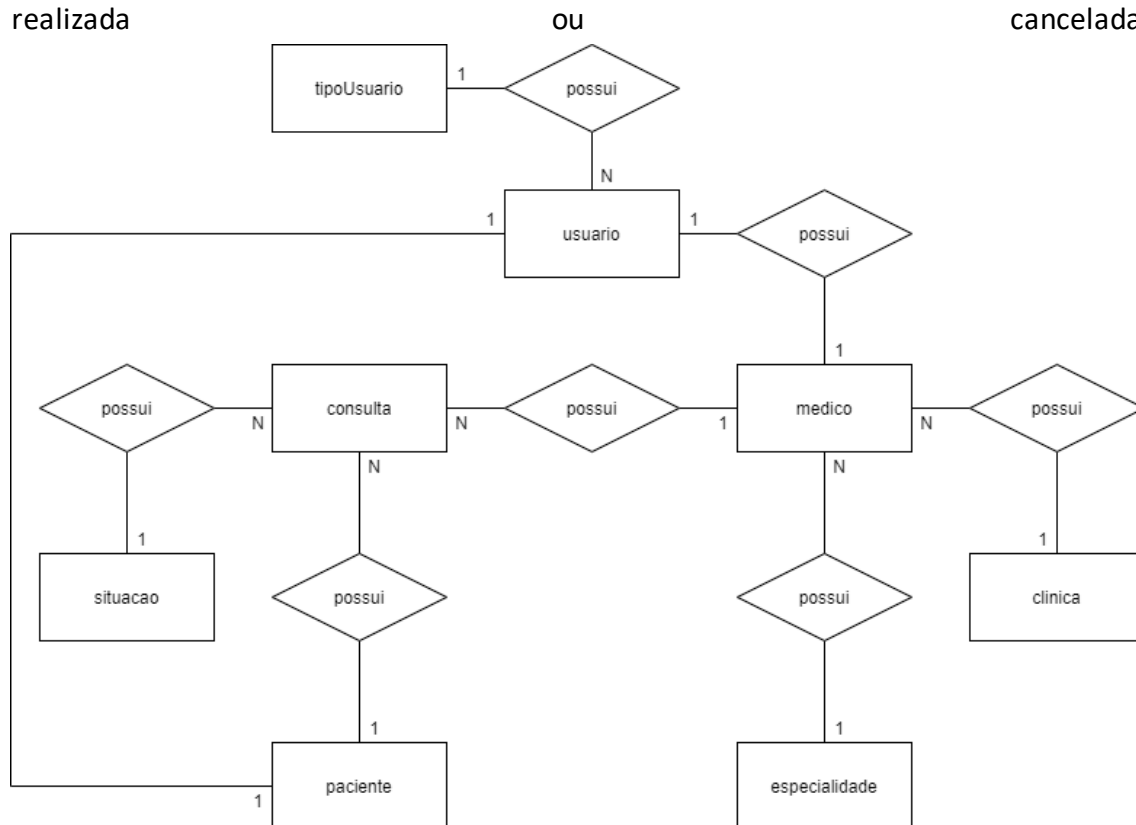 realizada ou cancelada
tipoUsuario
1
possui
N
1
usuario
1
possui
1
possui
N
consulta
N
possui
1
medico
N
possui
N
N
1
situacao
possui
possui
1
clinica
1
1
1
paciente
especialidade